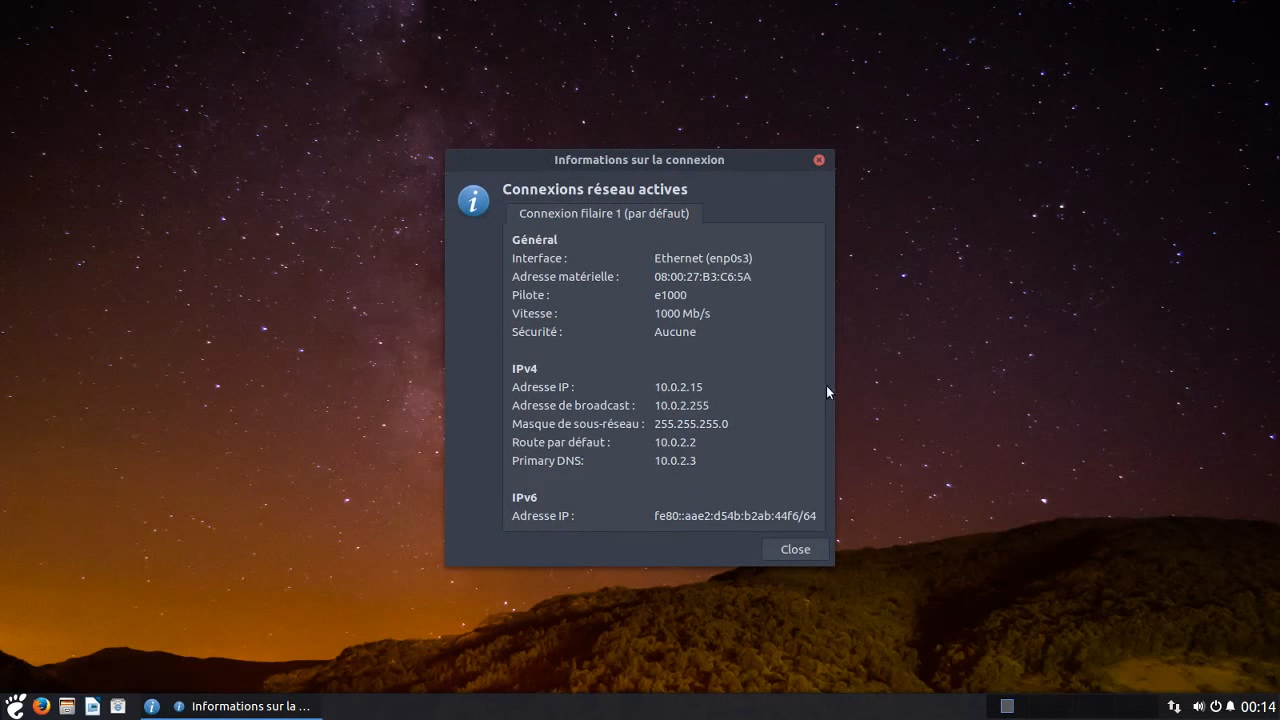 Informations sur la connexion
Connexions réseau actives
Connexion filaire 1 (par défaut)
Général
Interface : Ethernet (enp0s3)
Adresse matérielle : 08:00:27:B3:C6:5A
Pilote : e1000
Vitesse : 1000 Mb/s
Sécurité : Aucune
IPv4
Adresse IP : 10.0.2.15
Adresse de broadcast : 10.0.2.255
Masque de sous-réseau : 255.255.255.0
Route par défaut : 10.0.2.2
Primary DNS: 10.0.2.3
IPv6
Adresse IP : fe80::aae2:d54b:b2ab:44f6/64
Close
Informations sur la ... 00:14